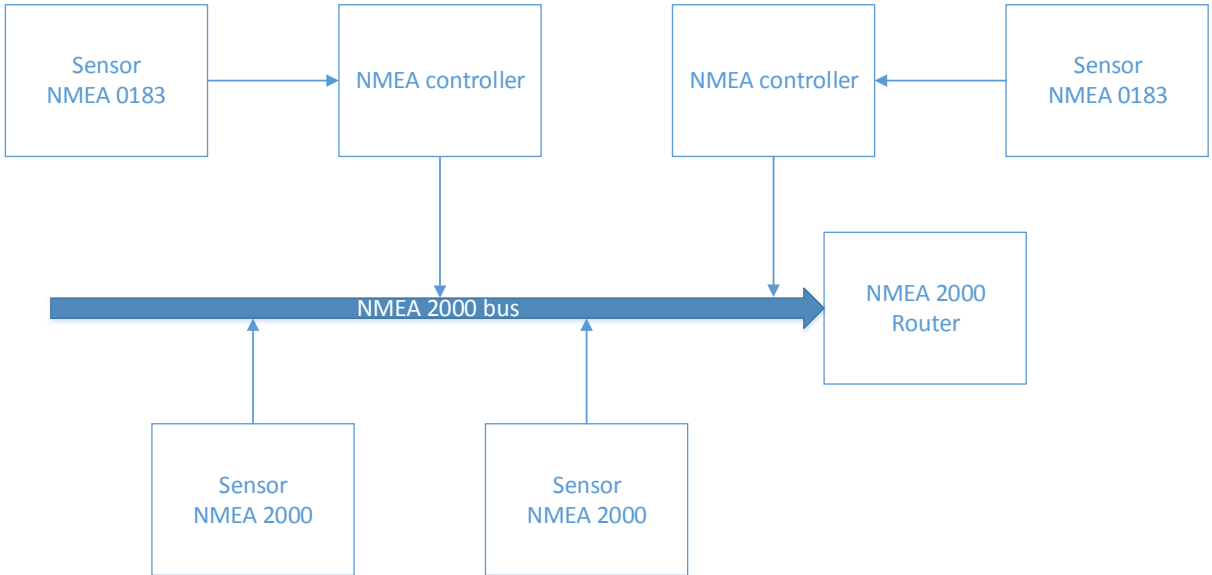 Sensor
NMEA 0183
NMEA controller
NMEA controller
Sensor
NMEA 0183
NMEA 2000 bus
NMEA 2000
Router
Sensor
NMEA 2000
Sensor
NMEA 2000